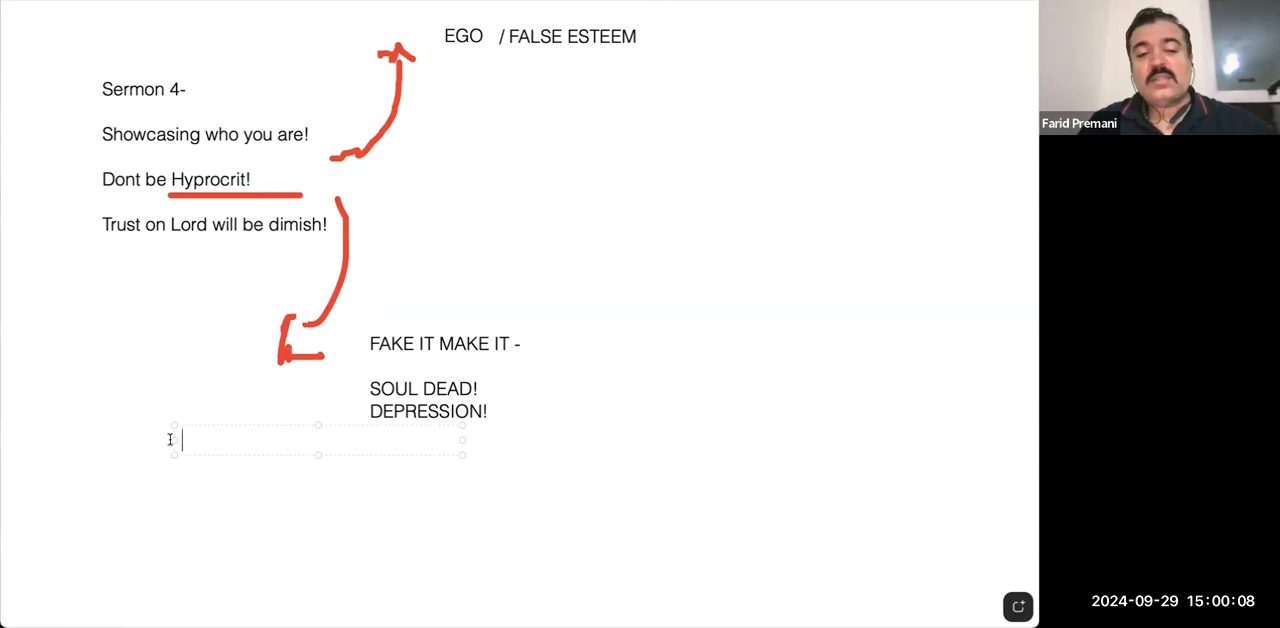 EGO / FALSE ESTEEM
Sermon 4-
Showcasing who you are!
Dont be Hyprocrit!
Trust on Lord will be dimish!
FAKE IT MAKE IT -
SOUL DEAD!
DEPRESSION!
Farid Premani
2024-09-29 15:00:08